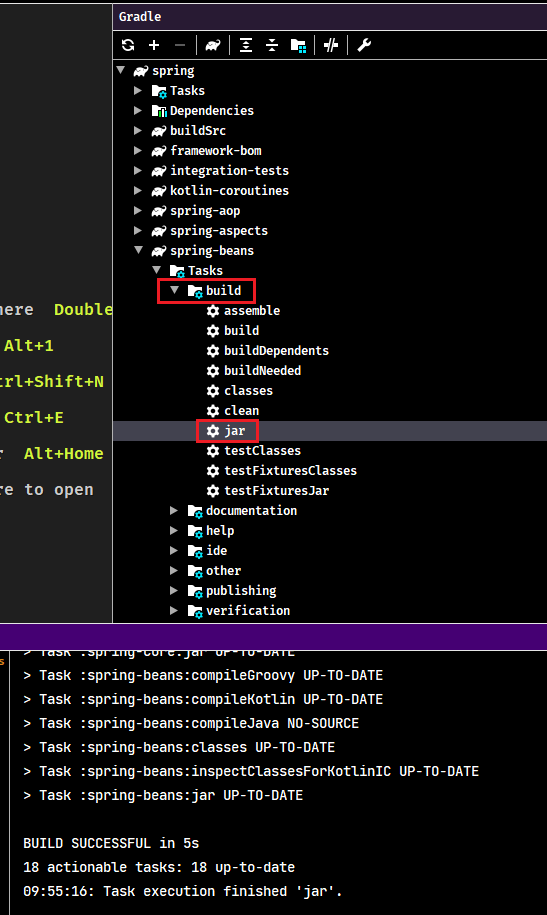 Gradle
spring
Tasks
Dependencies
buildSrc
framework-bom
integration-tests
kotlin-coroutines
spring-aop
spring-aspects
spring-beans
Tasks
build
assemble
build
buildDependents
buildNeeded
classes
clean
jar
testClasses
testFixturesClasses
testFixturesJar
documentation
help
ide
other
publishing
verification
Double
Alt+1
+Shift+N
Ctrl+E
Alt+Home
to open
> Task :spring-core:jar UP-TO-DATE
> Task :spring-beans:compileGroovy UP-TO-DATE
> Task :spring-beans:compileKotlin UP-TO-DATE
> Task :spring-beans:compileJava NO-SOURCE
> Task :spring-beans:classes UP-TO-DATE
> Task :spring-beans:inspectClassesForKotlinIC UP-TO-DATE
> Task :spring-beans:jar UP-TO-DATE
BUILD SUCCESSFUL in 5s
18 actionable tasks: 18 up-to-date
09:55:16: Task execution finished 'jar'.